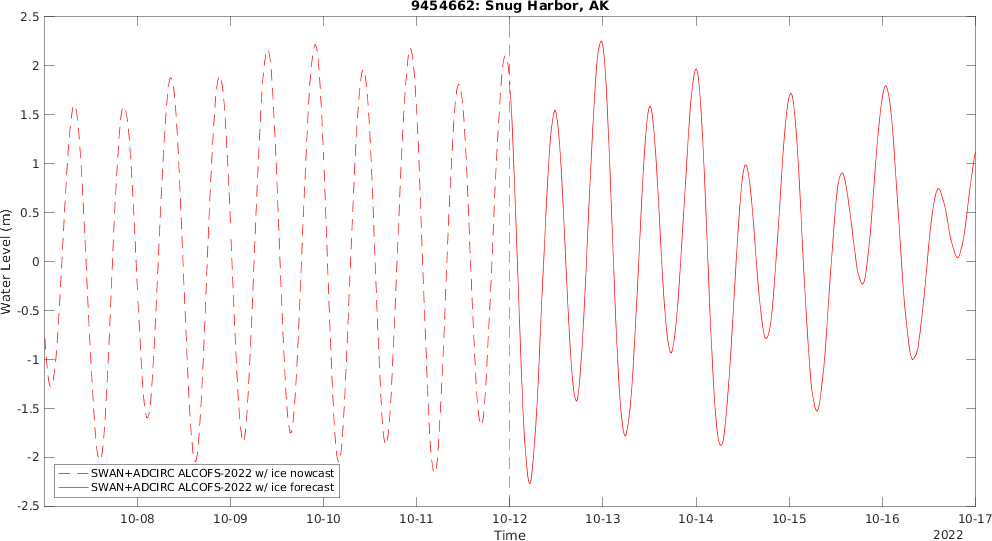 9454662: Snug Harbor, AK
2.5
2
1.5
1
0.5
0
-0.5
-1
-1.5
-2
-2.5
Water Level (m)
SWAN+ADCIRC ALCOFS-2022 w/ ice nowcast
SWAN+ADCIRC ALCOFS-2022 w/ ice forecast
10-08 10-09 10-10 10-11 10-12 10-13 10-14 10-15 10-16 10-17
Time
2022